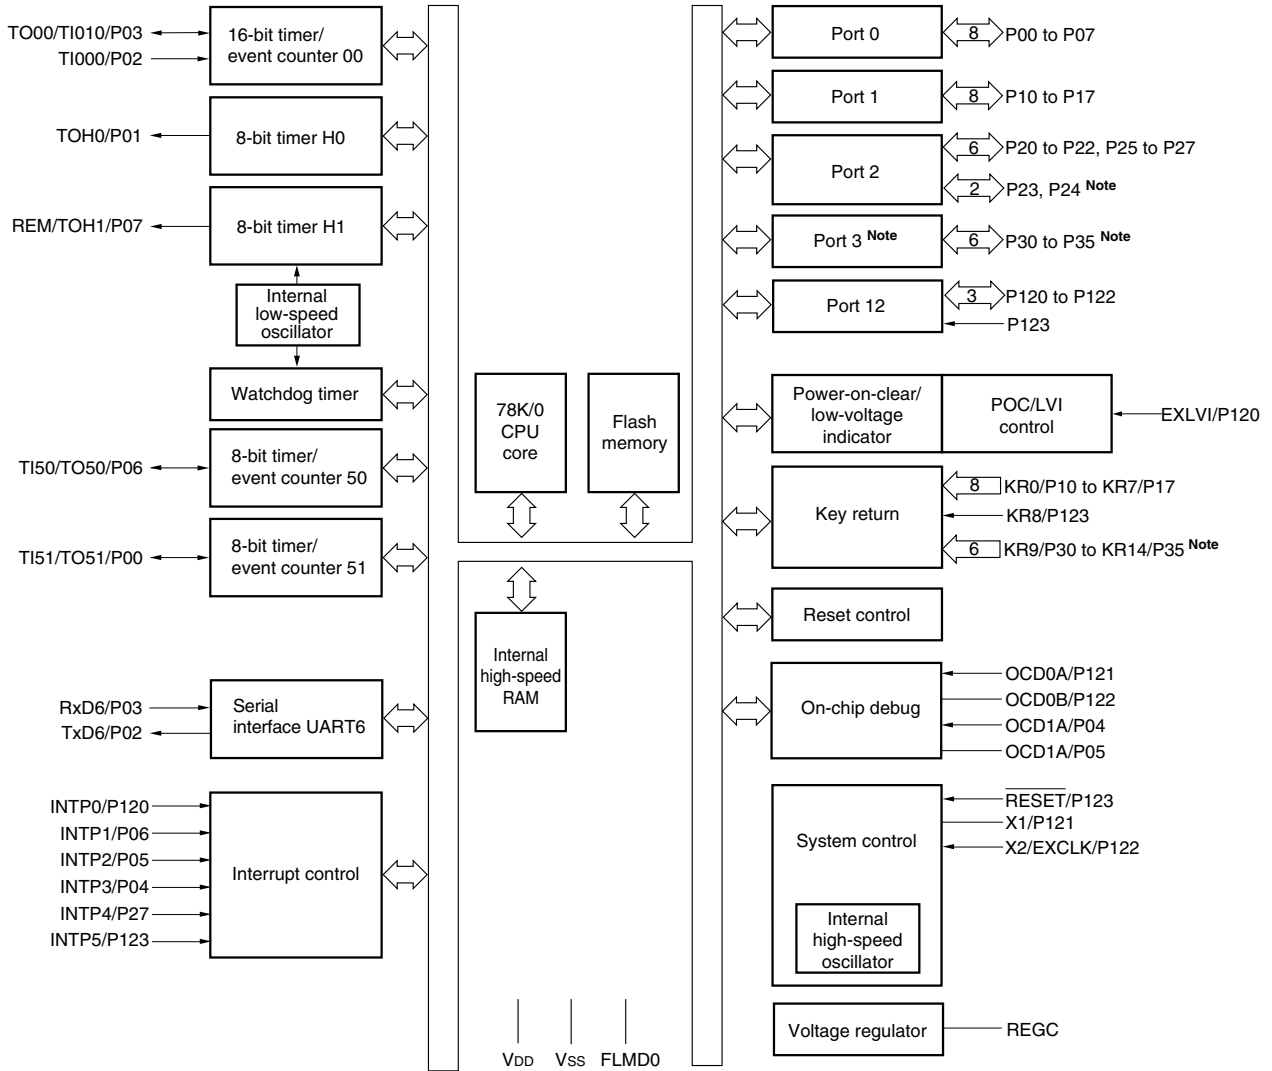 TO00/TI010/P03
TI000/P02
16-bit timer/
event counter 00
TOH0/P01
8-bit timer H0
REM/TOH1/P07
8-bit timer H1
Internal
low-speed
oscillator
Watchdog timer
TI50/TO50/P06
8-bit timer/
event counter 50
TI51/TO51/P00
8-bit timer/
event counter 51
RxD6/P03
TxD6/P02
Serial
interface UART6
INTP0/P120
INTP1/P06
INTP2/P05
INTP3/P04
INTP4/P27
INTP5/P123
Interrupt control
78K/0
CPU
core
Flash
memory
Internal
high-speed
RAM
VDD
VSS
FLMD0
Port 0
8
P00 to P07
Port 1
8
P10 to P17
Port 2
6
P20 to P22, P25 to P27
2
P23, P24 Note
Port 3 Note
6
P30 to P35 Note
Port 12
3
P120 to P122
P123
Power-on-clear/
low-voltage
indicator
POC/LVI
control
EXLVI/P120
Key return
8
KR0/P10 to KR7/P17
KR8/P123
6
KR9/P30 to KR14/P35 Note
Reset control
On-chip debug
OCD0A/P121
OCD0B/P122
OCD1A/P04
OCD1A/P05
System control
RESET/P123
X1/P121
X2/EXCLK/P122
Internal
high-speed
oscillator
Voltage regulator
REGC